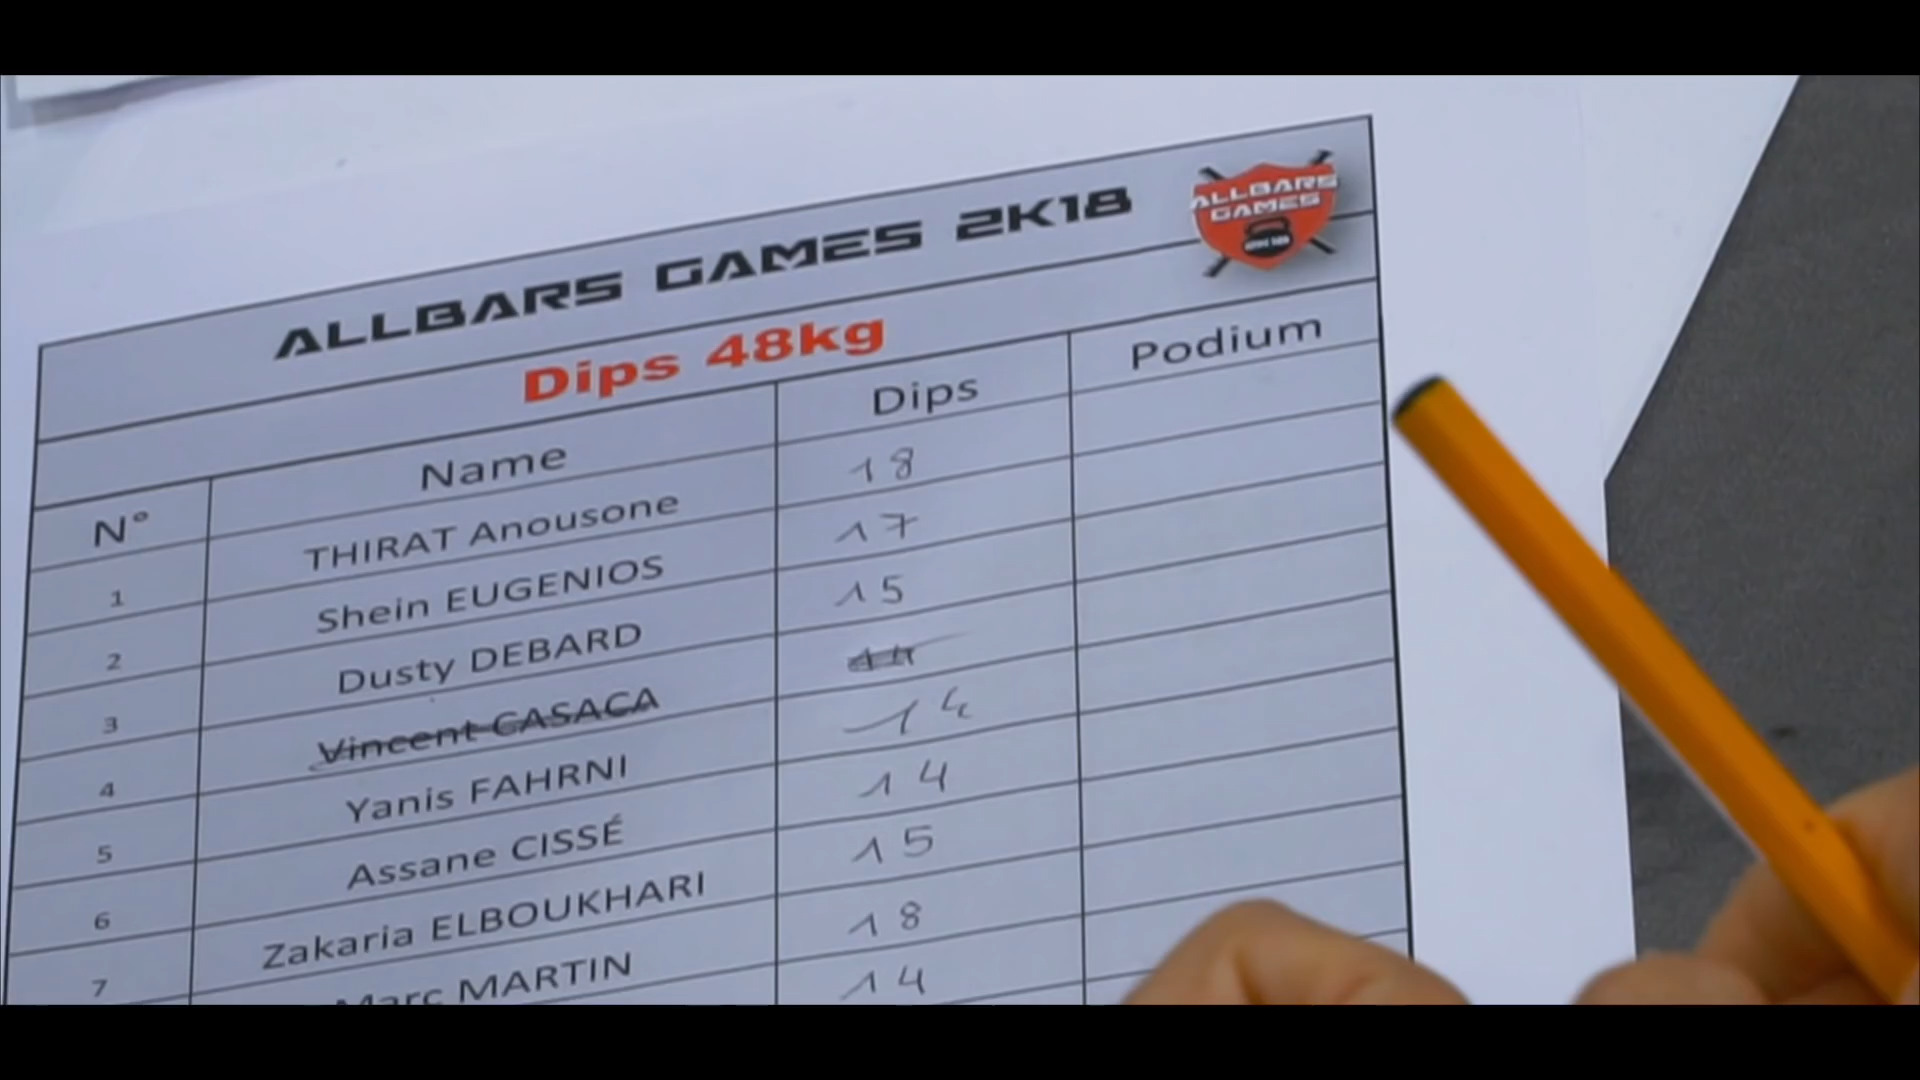 ALLBARS GAMES 2K18
ALLBARS
GAMES
Dips 48kg
N° Name Dips Podium
1 THIRAT Anousone 18
2 Shein EUGENIOS 17
3 Dusty DEBARD 15
4 Vincent CASACA 14
5 Yanis FAHRNI 14
6 Assane CISSÉ 14
7 Zakaria ELBOUKHARI 15
Marc MARTIN 18
14